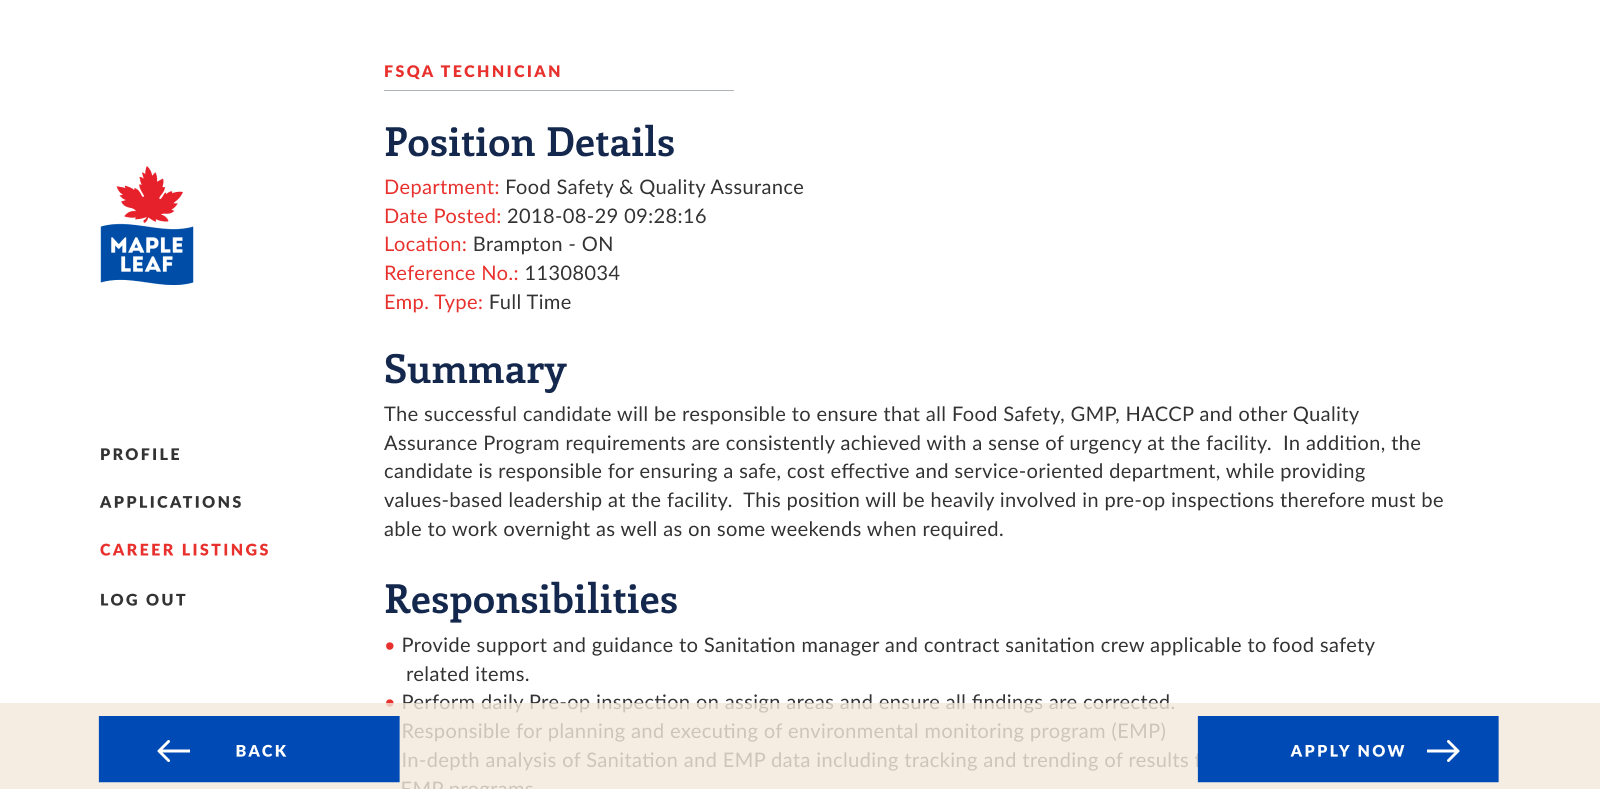 FSQA TECHNICIAN
Position Details
Department: Food Safety & Quality Assurance
Date Posted: 2018-08-29 09:28:16
Location: Brampton - ON
Reference No.: 11308034
Emp. Type: Full Time
MAPLE
LEAF
Summary
The successful candidate will be responsible to ensure that all Food Safety, GMP, HACCP and other Quality
Assurance Program requirements are consistently achieved with a sense of urgency at the facility.  In addition, the
candidate is responsible for ensuring a safe, cost effective and service-oriented department, while providing
values-based leadership at the facility.  This position will be heavily involved in pre-op inspections therefore must be
able to work overnight as well as on some weekends when required.
PROFILE
APPLICATIONS
CAREER LISTINGS
LOG OUT
Responsibilities
• Provide support and guidance to Sanitation manager and contract sanitation crew applicable to food safety
related items.
• Perform daily Pre-op inspection on assign areas and ensure all findings are corrected.
Responsible for planning and executing of environmental monitoring program (EMP)
In-depth analysis of Sanitation and EMP data including tracking and trending of results
EMP programs
BACK
APPLY NOW